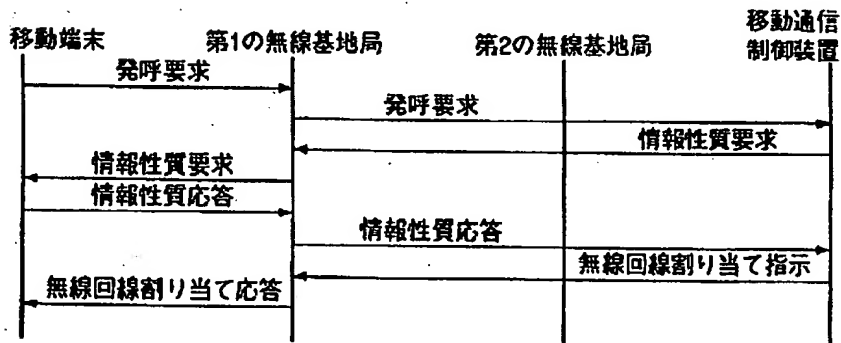 移動端末
第1の無線基地局
第2の無線基地局
移動通信
制御装置
発呼要求
発呼要求
情報性質要求
情報性質要求
情報性質応答
情報性質応答
無線回線割り当て指示
無線回線割り当て応答